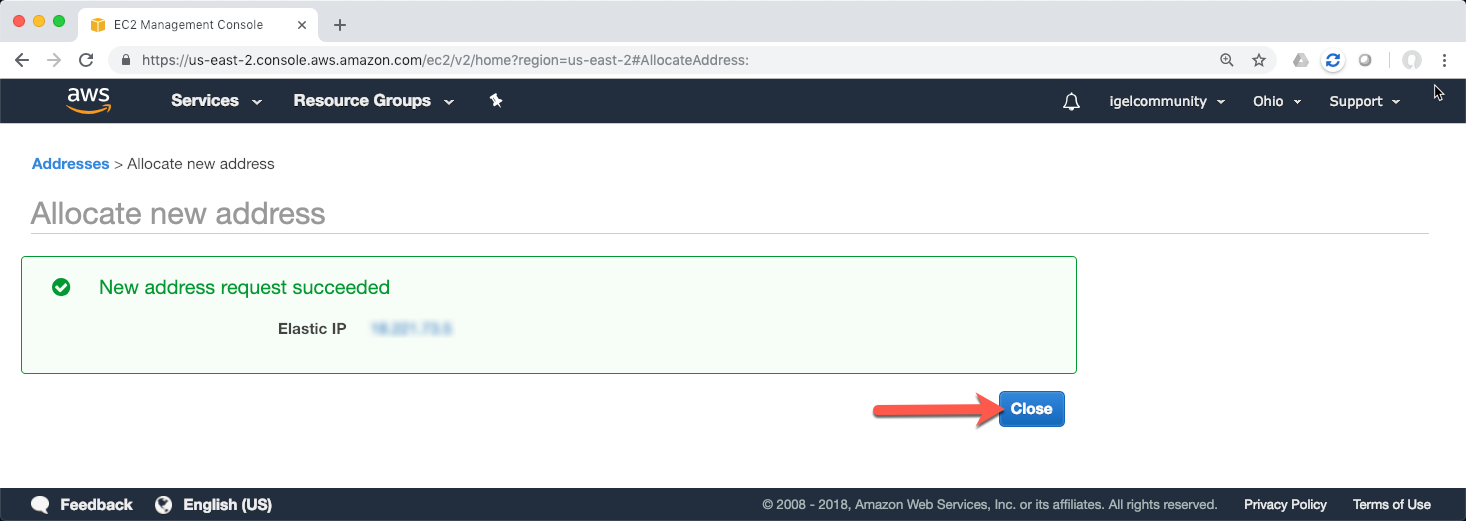 EC2 Management Console
https://us-east-2.console.aws.amazon.com/ec2/v2/home?region=us-east-2#AllocateAddress:
aws Services Resource Groups igelcommunity Ohio Support
Addresses > Allocate new address
Allocate new address
New address request succeeded
Elastic IP
Close
Feedback English (US) © 2008 - 2018, Amazon Web Services, Inc. or its affiliates. All rights reserved. Privacy Policy Terms of Use